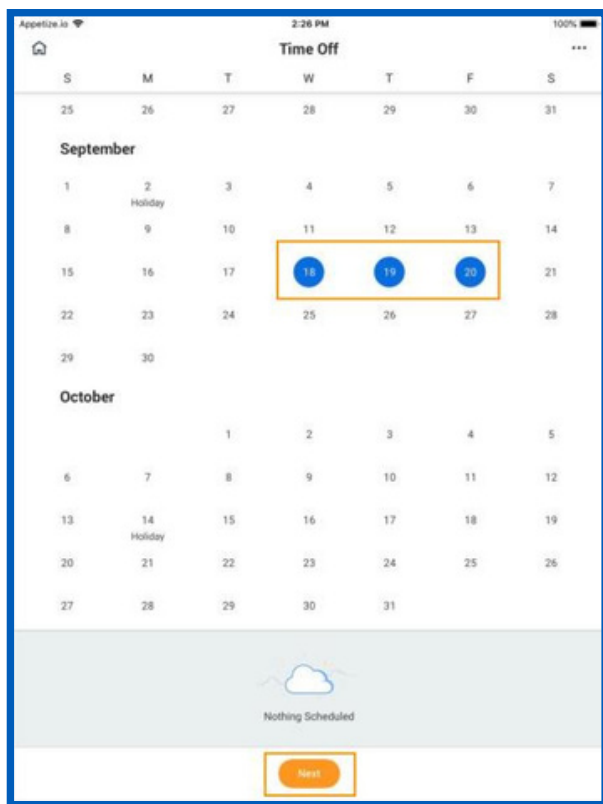 Appetize.io 2:26 PM 100%
Time Off
S M T W T F S
25 26 27 28 29 30 31
September
1 2 3 4 5 6 7
Holiday
8 9 10 11 12 13 14
15 16 17 18 19 20 21
22 23 24 25 26 27 28
29 30
October
1 2 3 4 5
6 7 8 9 10 11 12
13 14 15 16 17 18 19
Holiday
20 21 22 23 24 25 26
27 28 29 30 31
Nothing Scheduled
Next